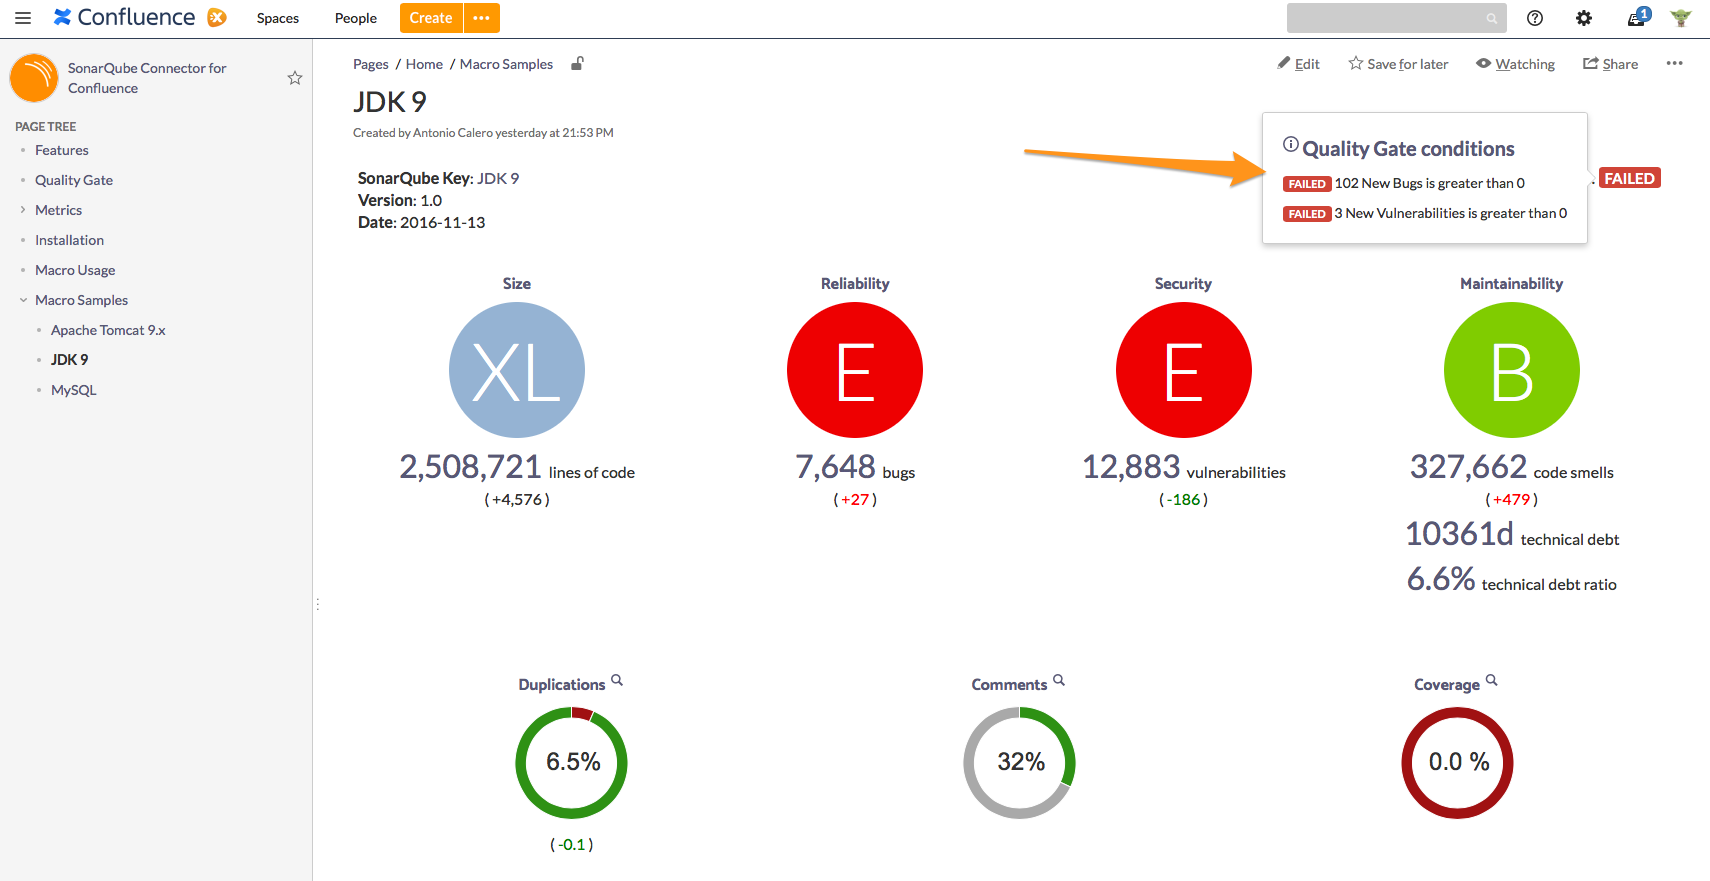 Confluence
Spaces
People
Create
1
SonarQube Connector for
Confluence
PAGE TREE
Features
Quality Gate
Metrics
Installation
Macro Usage
Macro Samples
Apache Tomcat 9.x
JDK 9
MySQL
Pages / Home / Macro Samples
Edit
Save for later
Watching
Share
JDK 9
Created by Antonio Calero yesterday at 21:53 PM
SonarQube Key: JDK 9
Version: 1.0
Date: 2016-11-13
Quality Gate conditions
FAILED 102 New Bugs is greater than 0
FAILED 3 New Vulnerabilities is greater than 0
FAILED
Size
XL
2,508,721 lines of code
(+4,576)
Reliability
E
7,648 bugs
(+27)
Security
E
12,883 vulnerabilities
(-186)
Maintainability
B
327,662 code smells
(+479)
10361d technical debt
6.6% technical debt ratio
Duplications
6.5%
(-0.1)
Comments
32%
Coverage
0.0 %